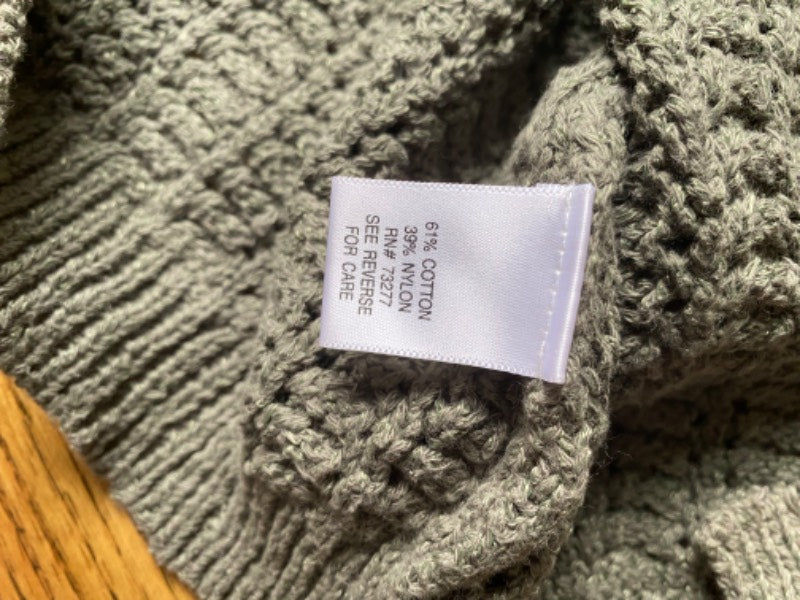 61% COTTON
39% NYLON
RN# 73277
SEE REVERSE
FOR CARE